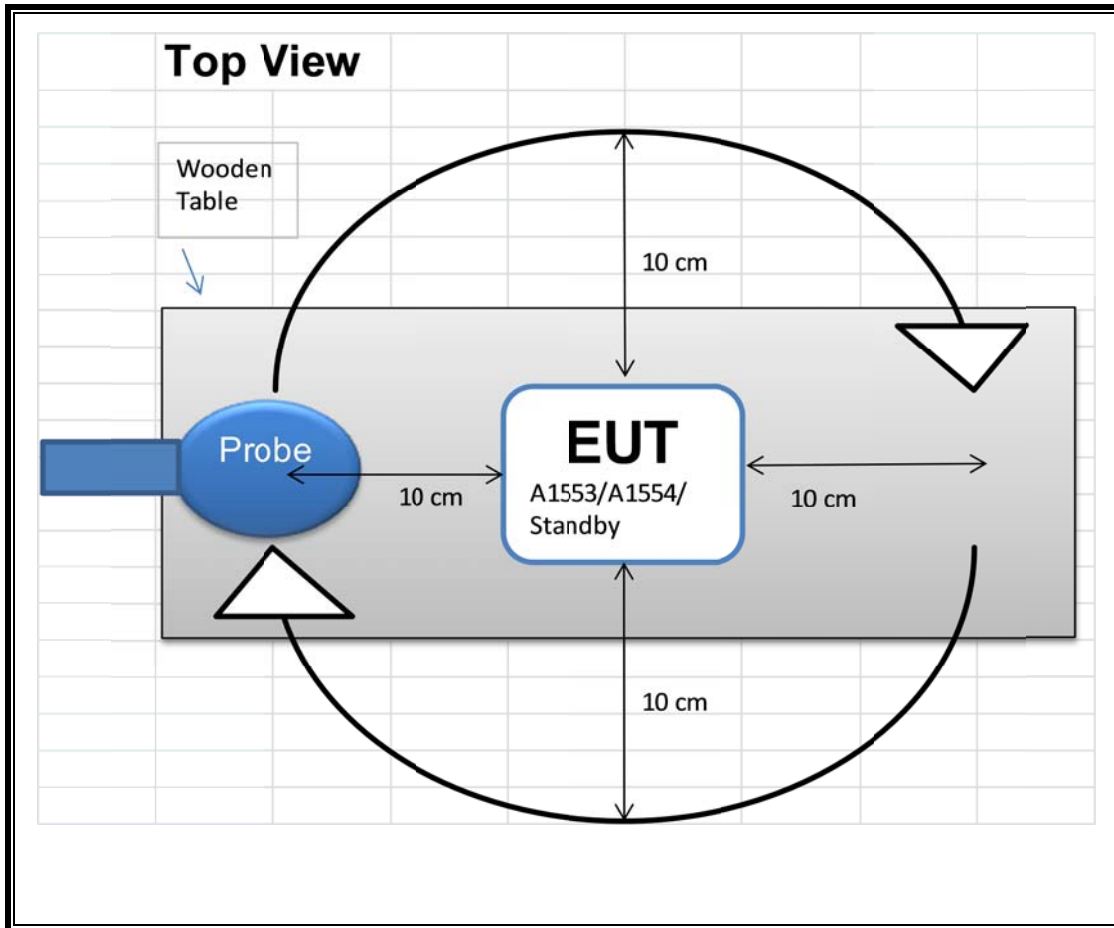 Top View
Wooden
Table
10 cm
Probe
EUT
A1553/A1554/
Standby
10 cm
10 cm
10 cm